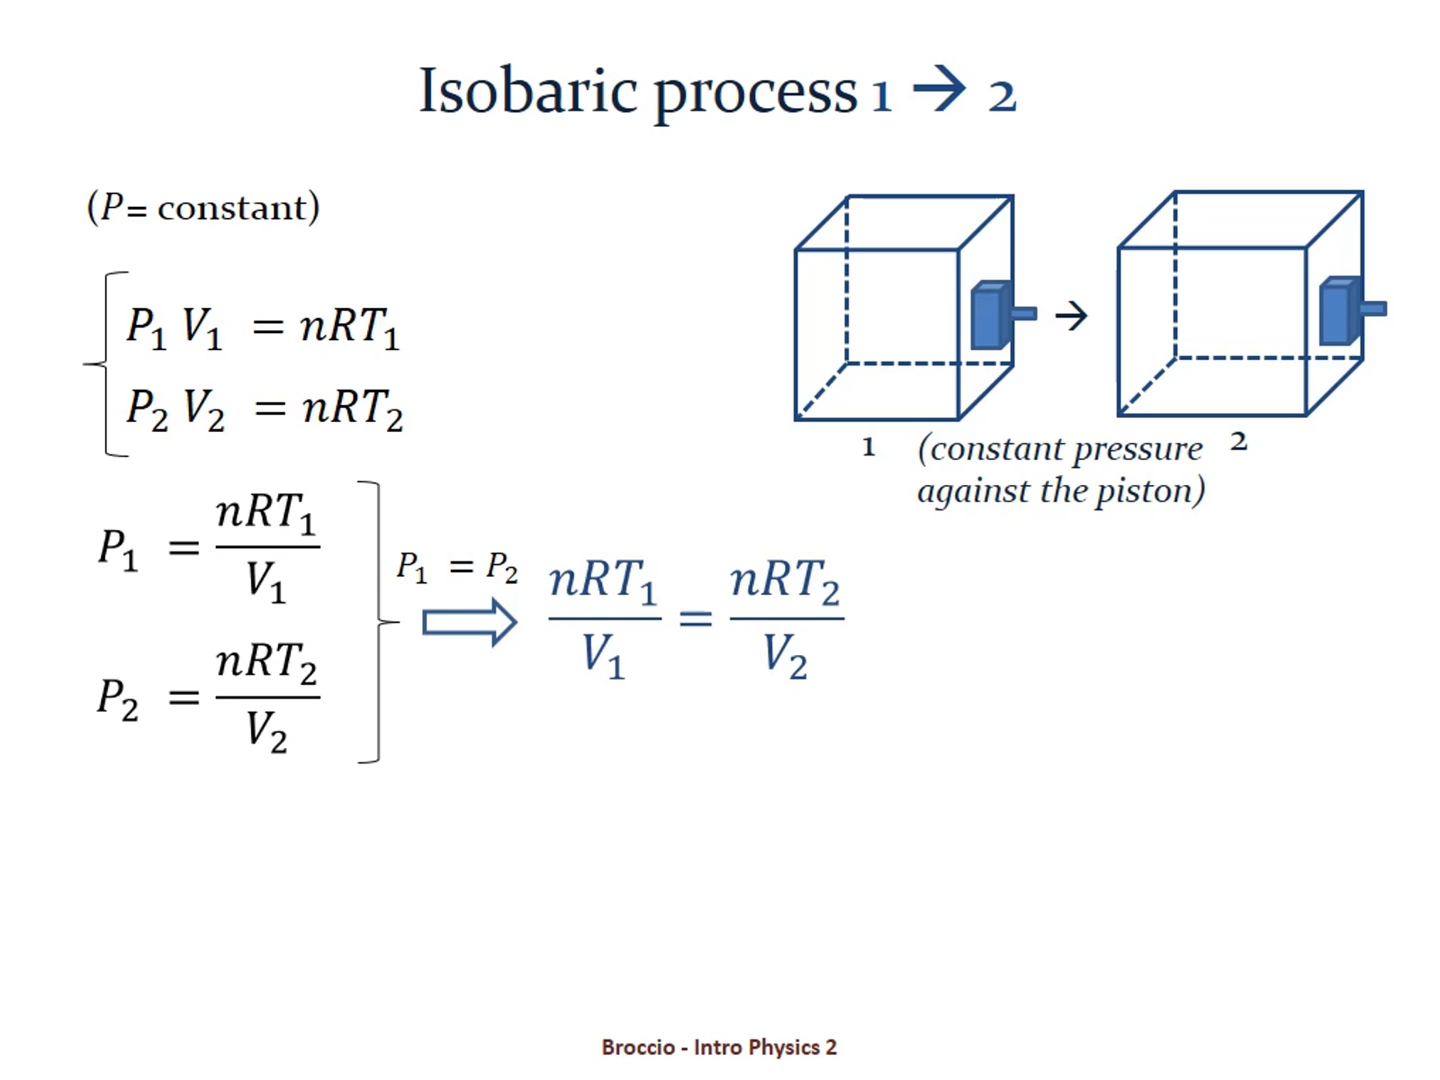 Isobaric process 1 → 2
(P = constant)
P₁ V₁ = nRT₁
P₂ V₂ = nRT₂
1 (constant pressure 2
against the piston)
P₁ = nRT₁ / V₁
P₂ = nRT₂ / V₂
P₁ = P₂
nRT₁ / V₁ = nRT₂ / V₂
Broccio - Intro Physics 2